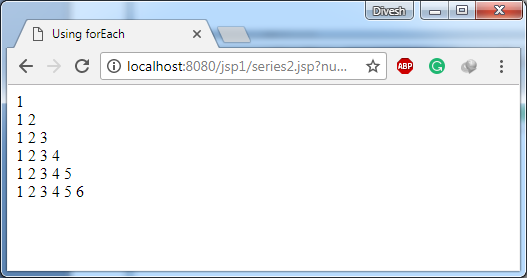 Divesh
Using forEach
localhost:8080/jsp1/series2.jsp?nu...
ABP
1
1 2
1 2 3
1 2 3 4
1 2 3 4 5
1 2 3 4 5 6